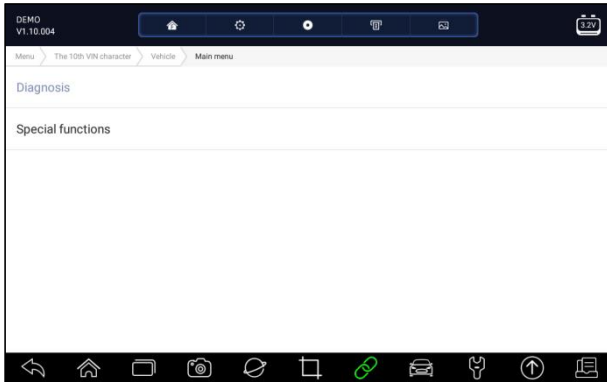 DEMO
V1.10.004
3.2V
Menu The 10th VIN character Vehicle Main menu
Diagnosis
Special functions